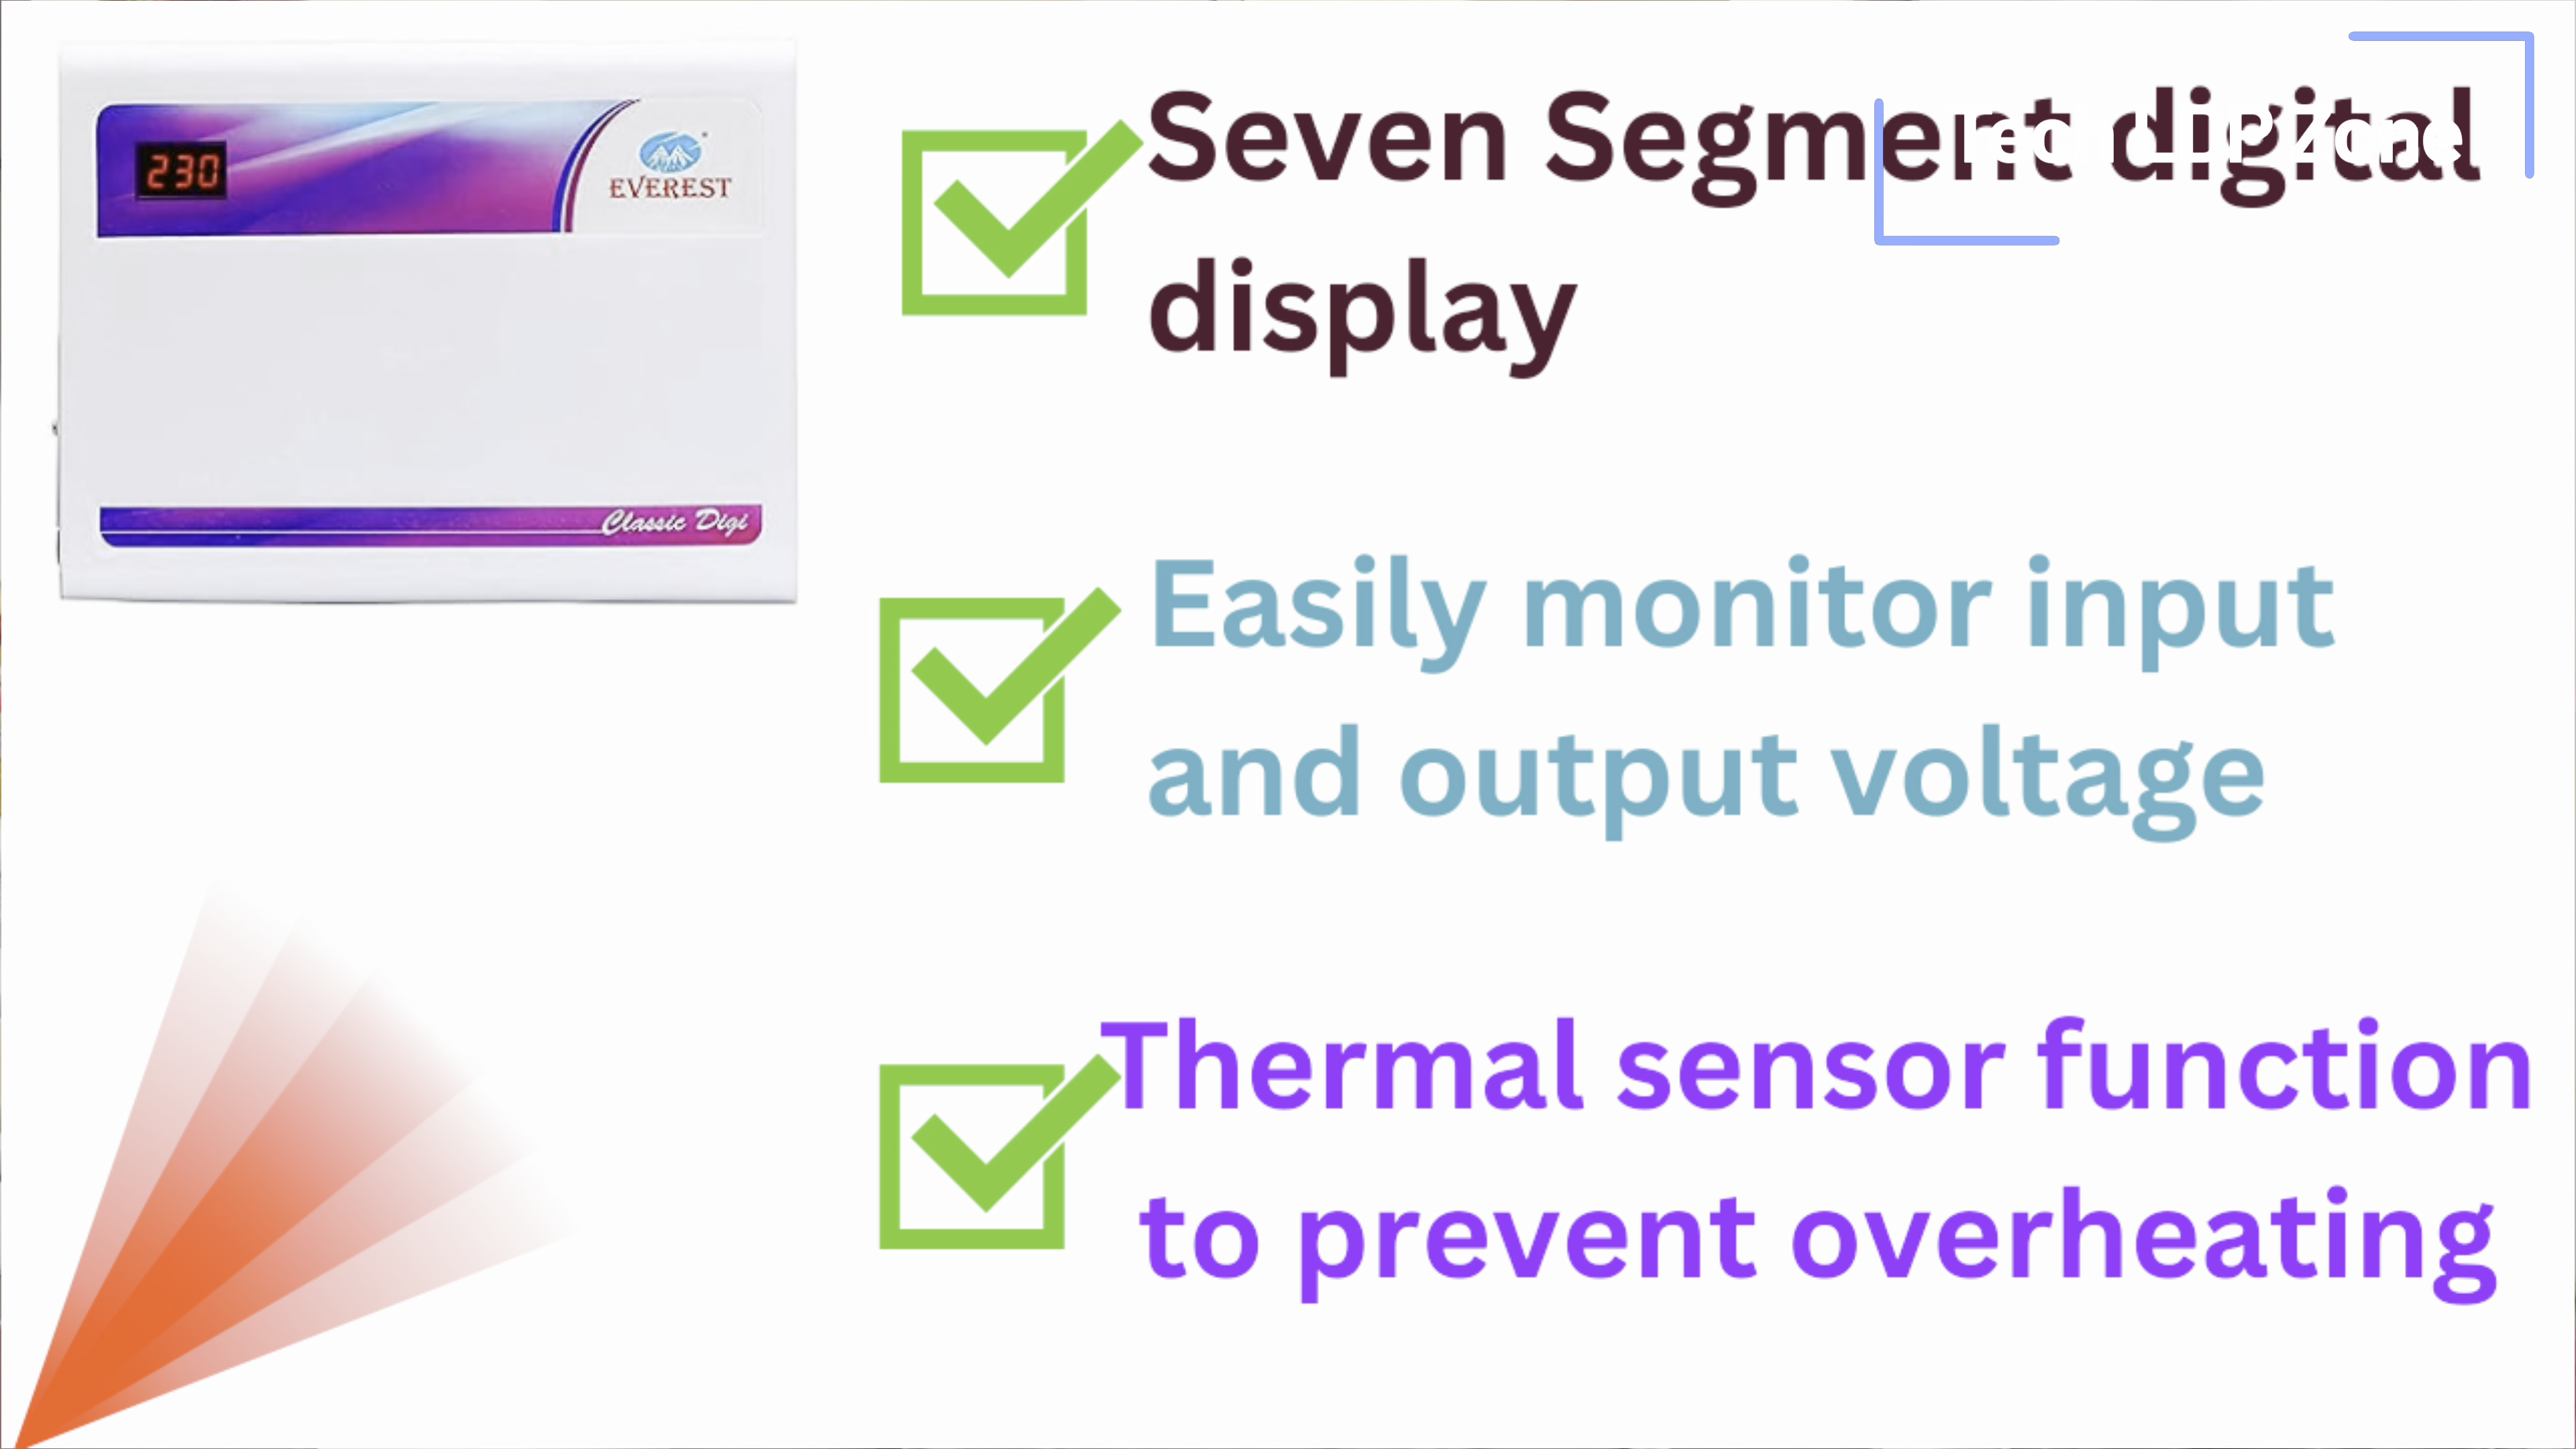 230
EVEREST
Classic Digi
Seven Segment digital
display
Easily monitor input
and output voltage
Thermal sensor function
to prevent overheating